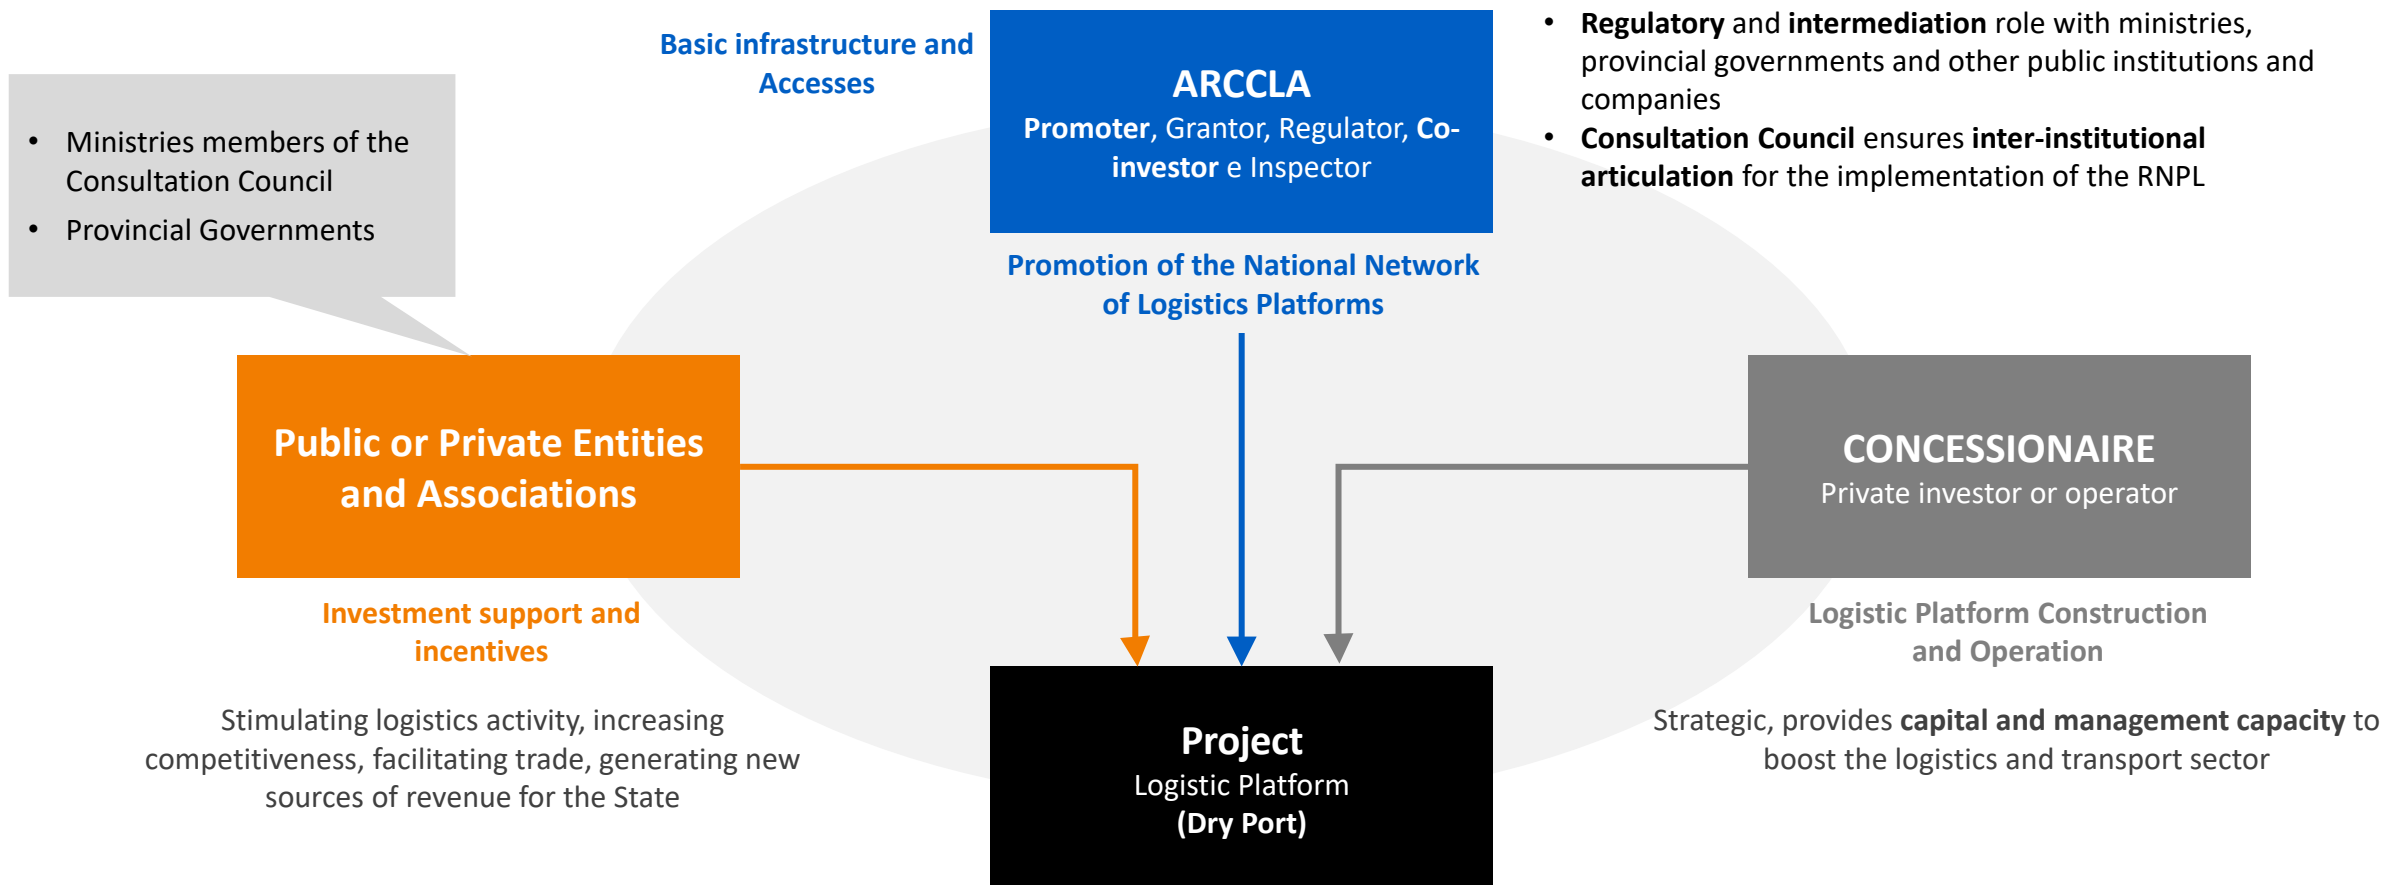 Basic infrastructure and
Accesses
ARCCLA
Promoter, Grantor, Regulator, Co-
investor e Inspector
• Regulatory and intermediation role with ministries,
provincial governments and other public institutions and
companies
• Consultation Council ensures inter-institutional
articulation for the implementation of the RNPL
• Ministries members of the
Consultation Council
• Provincial Governments
Promotion of the National Network
of Logistics Platforms
Public or Private Entities
and Associations
CONCESSIONAIRE
Private investor or operator
Investment support and
incentives
Stimulating logistics activity, increasing
competitiveness, facilitating trade, generating new
sources of revenue for the State
Logistic Platform Construction
and Operation
Strategic, provides capital and management capacity to
boost the logistics and transport sector
Project
Logistic Platform
(Dry Port)